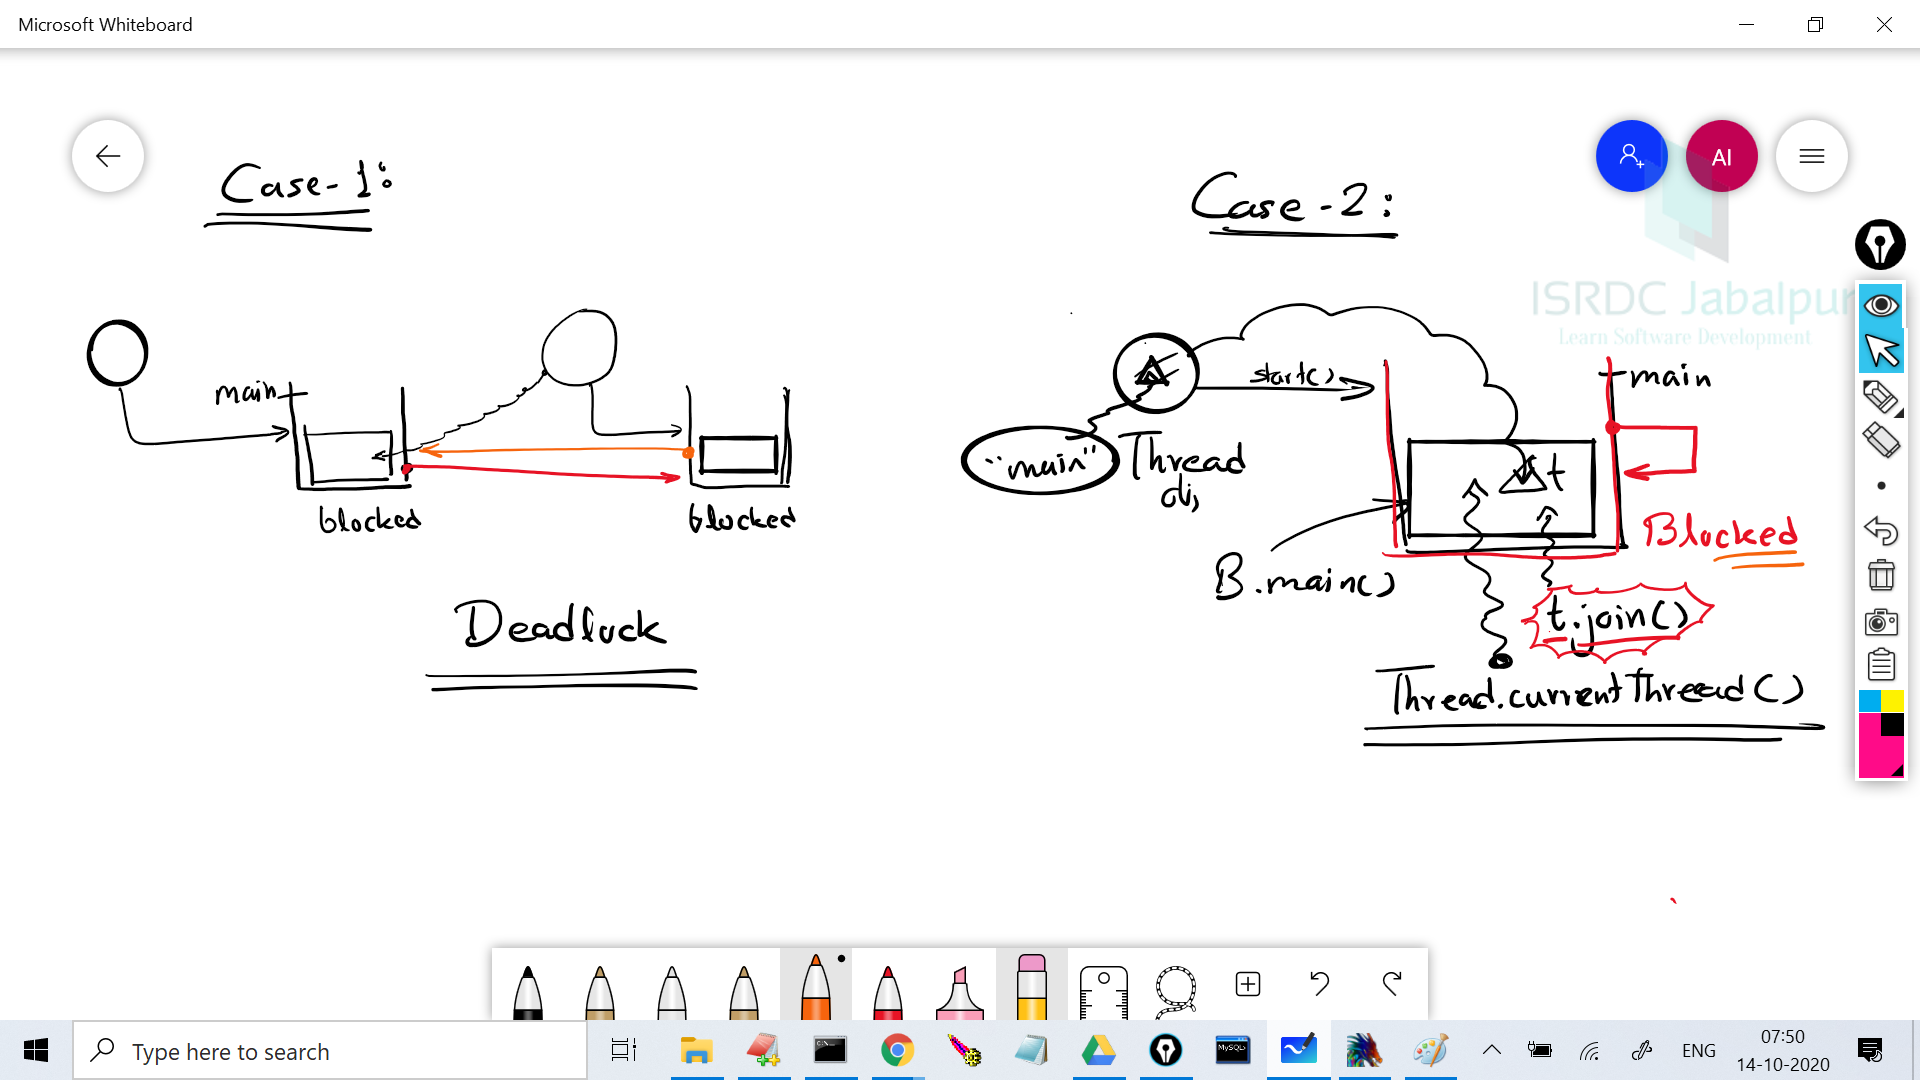 Microsoft Whiteboard
Case-1:
Case-2:
AI
ISRDC Jabalpur
Learn Software Development
main
start()
main
"main"
Thread
obj
t
blocked
blocked
Blocked
B.main()
t.join()
Deadlock
Thread.currentThread()
Type here to search
MySQL
ENG
07:50
14-10-2020